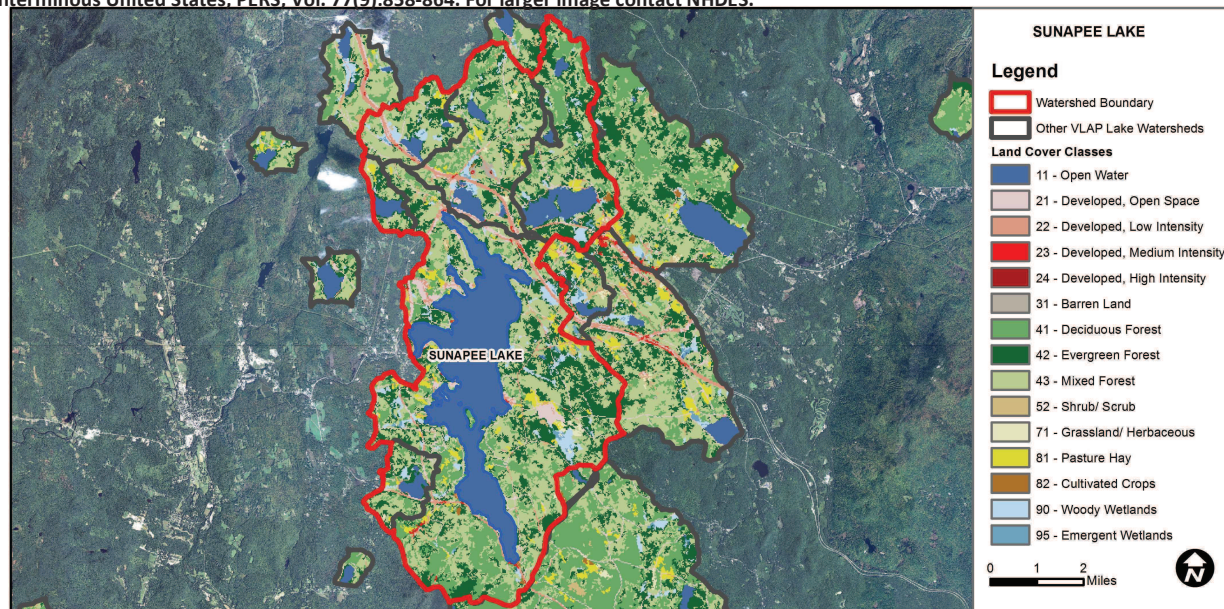 nterminous United States, PERS, Vol. 77(9):858-864. For larger image contact NHDES.
SUNAPEE LAKE
SUNAPEE LAKE
Legend
Watershed Boundary
Other VLAP Lake Watersheds
Land Cover Classes
11 - Open Water
21 - Developed, Open Space
22 - Developed, Low Intensity
23 - Developed, Medium Intensity
24 - Developed, High Intensity
31 - Barren Land
41 - Deciduous Forest
42 - Evergreen Forest
43 - Mixed Forest
52 - Shrub/ Scrub
71 - Grassland/ Herbaceous
81 - Pasture Hay
82 - Cultivated Crops
90 - Woody Wetlands
95 - Emergent Wetlands
0 1 2
Miles
N